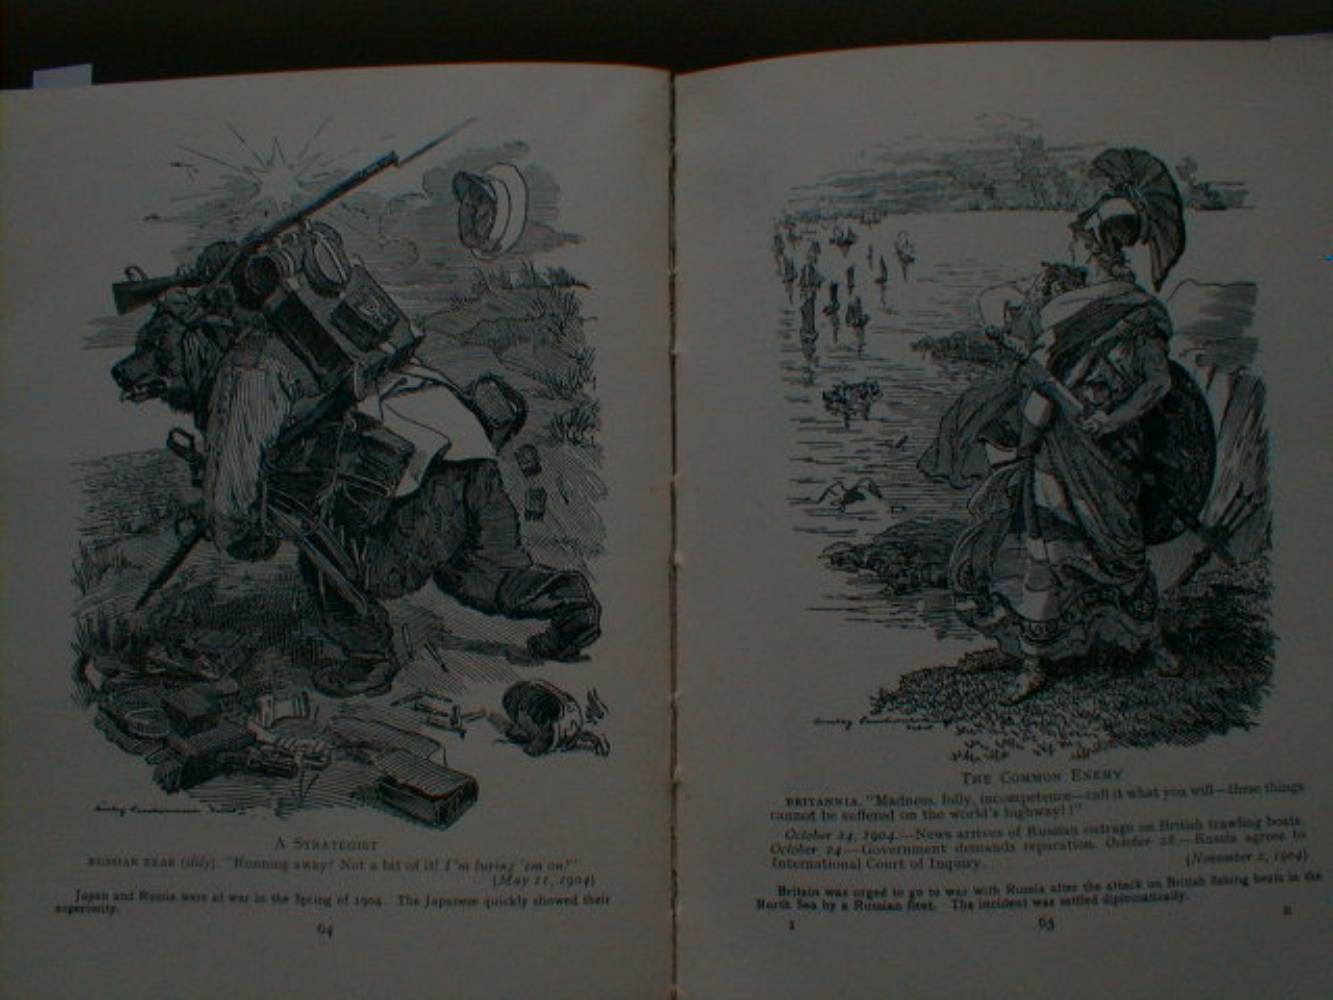 A STRATEGIST
RUSSIAN BEAR (idly). "Running away? Not a bit of it! I'm luring 'em on!"
[May 11, 1904]
Japan and Russia were at war in the Spring of 1904 The Japanese quickly showed their
superiority.
64
THE COMMON ENEMY
BRITANNIA. "Madness, folly, incompetence—call it what you will—these things
cannot be suffered on the world's highway!!"
October 24, 1904.—News arrives of Russian outrage on British trawling boats.
October 24.—Government demands reparation. October 28—Russia agrees to
International Court of Inquiry.
[November 2, 1904]
Britain was urged to go to war with Russia after the attack on British fishing boats in the
North Sea by a Russian fleet. The incident was settled diplomatically.
1
65